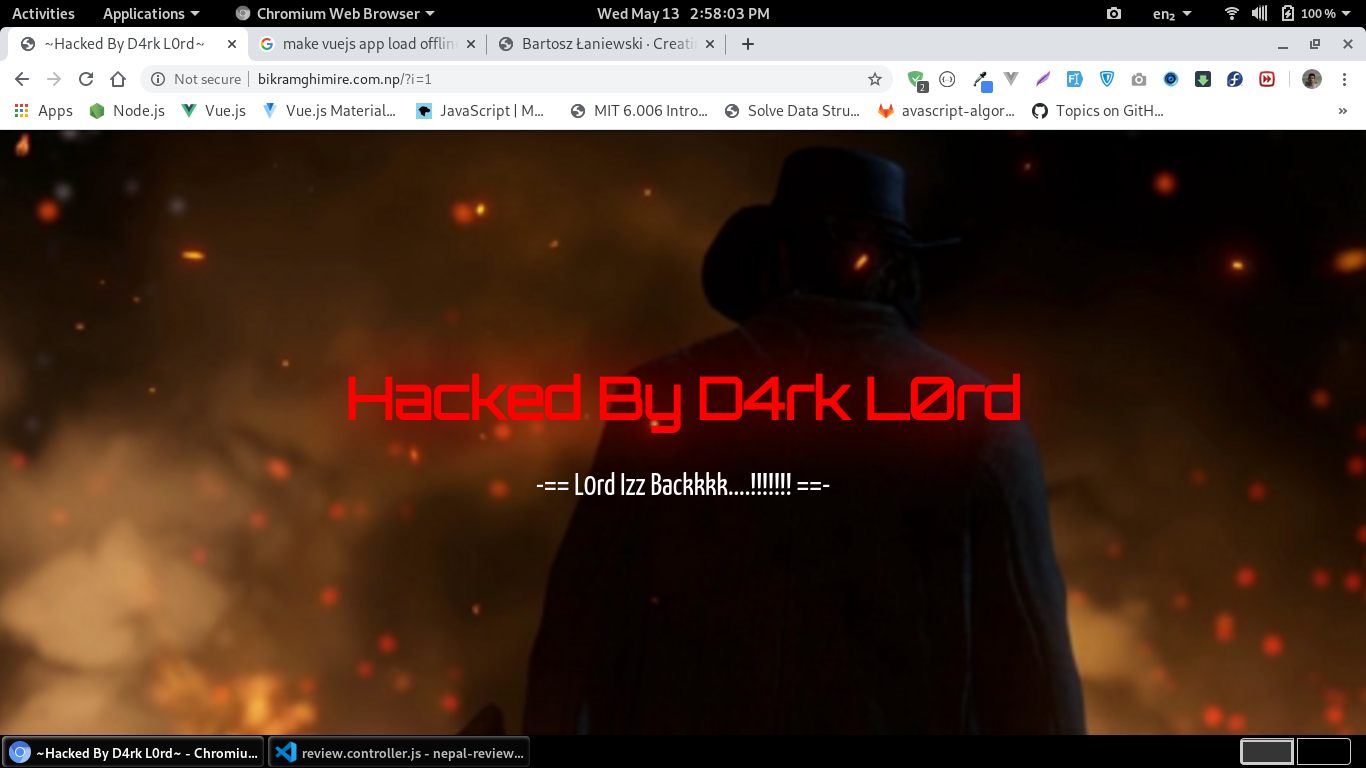 Activities Applications Chromium Web Browser Wed May 13 2:58:03 PM en₂ 100 %
~Hacked By D4rk L0rd~ make vuejs app load offlin Bartosz Łaniewski · Creati
Not secure bikramghimire.com.np/?i=1 2
Apps Node.js Vue.js Vue.js Material... JavaScript | M... MIT 6.006 Intro... Solve Data Stru... avascript-algor... Topics on GitH... »
Hacked By D4rk L0rd
-== L0rd Izz Backkkk....!!!!!!! ==-
~Hacked By D4rk L0rd~ - Chromiu... review.controller.js - nepal-review...